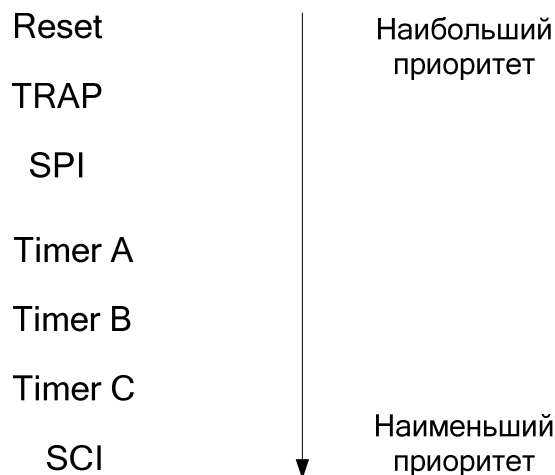 Reset
Наибольший
приоритет
TRAP
SPI
Timer A
Timer B
Timer C
Наименьший
SCI
приоритет